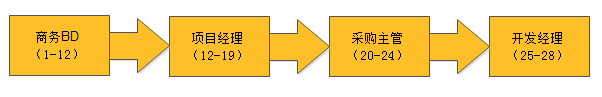 商务BD
（1-12）
项目经理
（12-19）
采购主管
（20-24）
开发经理
（25-28）